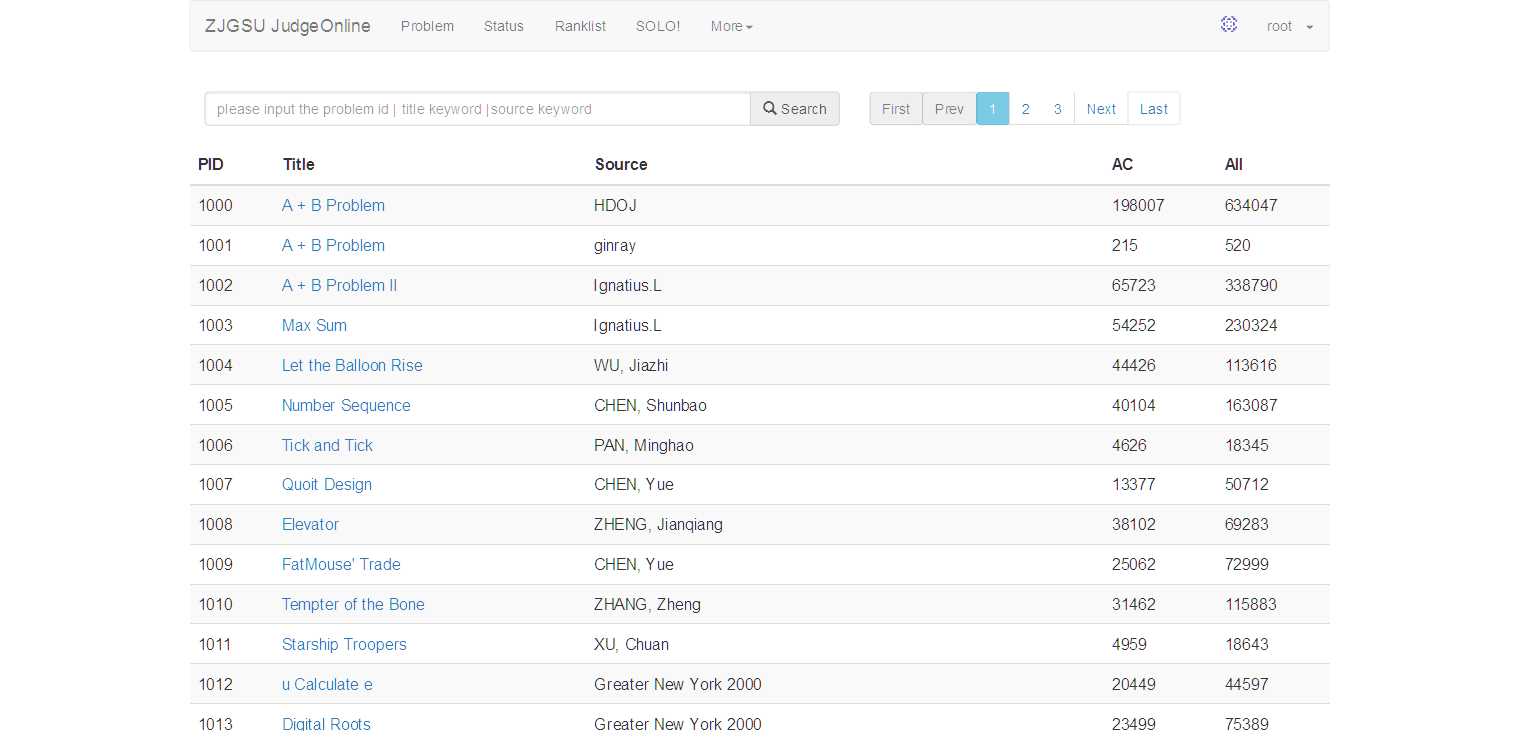 ZJGSU JudgeOnline Problem Status Ranklist SOLO! More root
please input the problem id | title keyword |source keyword Search First Prev 1 2 3 Next Last
PID Title Source AC All
1000 A + B Problem HDOJ 198007 634047
1001 A + B Problem ginray 215 520
1002 A + B Problem II Ignatius.L 65723 338790
1003 Max Sum Ignatius.L 54252 230324
1004 Let the Balloon Rise WU, Jiazhi 44426 113616
1005 Number Sequence CHEN, Shunbao 40104 163087
1006 Tick and Tick PAN, Minghao 4626 18345
1007 Quoit Design CHEN, Yue 13377 50712
1008 Elevator ZHENG, Jianqiang 38102 69283
1009 FatMouse' Trade CHEN, Yue 25062 72999
1010 Tempter of the Bone ZHANG, Zheng 31462 115883
1011 Starship Troopers XU, Chuan 4959 18643
1012 u Calculate e Greater New York 2000 20449 44597
1013 Digital Roots Greater New York 2000 23499 75389